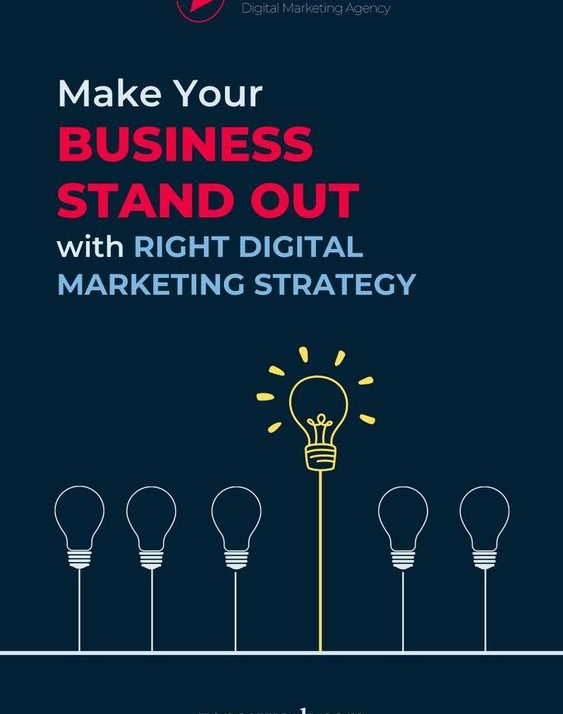 Digital Marketing Agency
Make Your
BUSINESS
STAND OUT
with RIGHT DIGITAL
MARKETING STRATEGY